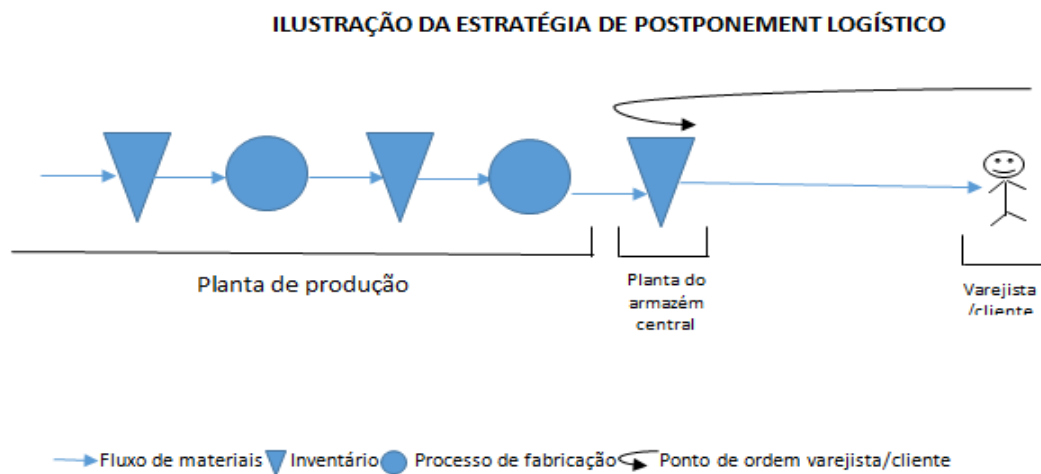 ILUSTRAÇÃO DA ESTRATÉGIA DE POSTPONEMENT LOGÍSTICO
Planta de produção
Planta do
armazém
central
Varejista
/cliente
Fluxo de materiais Inventário Processo de fabricação Ponto de ordem varejista/cliente